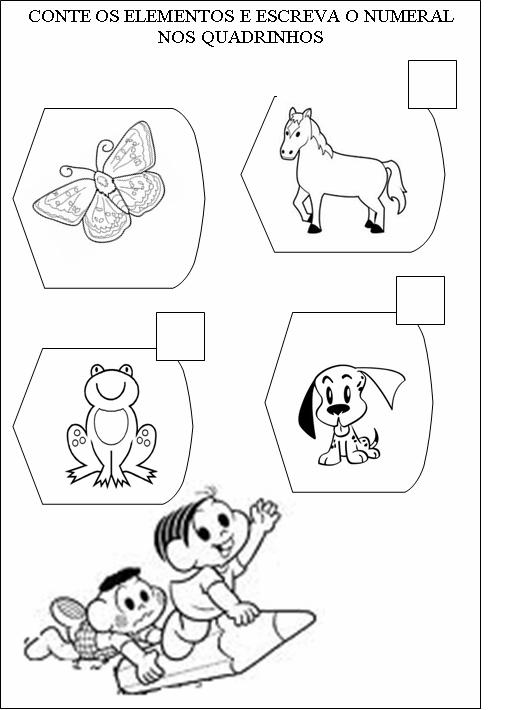 CONTE OS ELEMENTOS E ESCREVA O NUMERAL
NOS QUADRINHOS